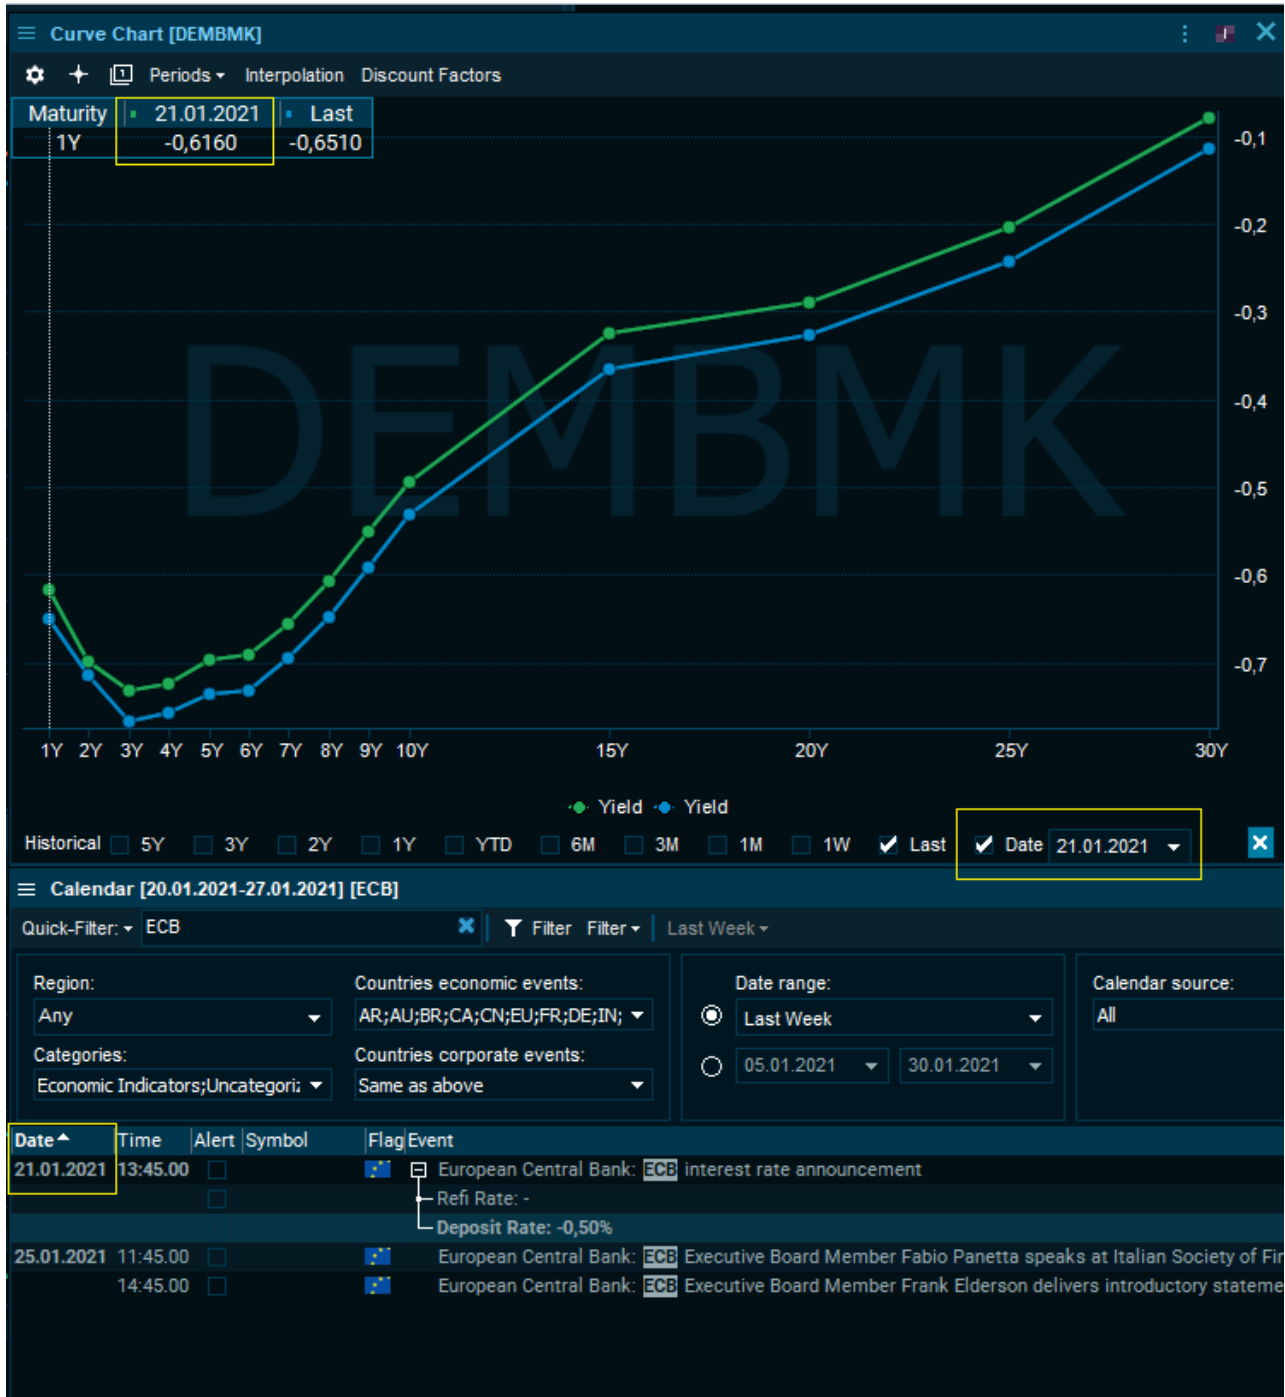 Curve Chart [DEMBMK]
1 Periods Interpolation Discount Factors
Maturity 21.01.2021 Last
1Y -0,6160 -0,6510
-0,1
-0,2
-0,3
-0,4
-0,5
-0,6
-0,7
DEMBMK
1Y 2Y 3Y 4Y 5Y 6Y 7Y 8Y 9Y 10Y 15Y 20Y 25Y 30Y
Yield Yield
Historical 5Y 3Y 2Y 1Y YTD 6M 3M 1M 1W Last Date 21.01.2021
Calendar [20.01.2021-27.01.2021] [ECB]
Quick-Filter: ECB Filter Filter Last Week
Region: Countries economic events: Date range: Calendar source:
Any AR;AU;BR;CA;CN;EU;FR;DE;IN; Last Week All
Categories: Countries corporate events:
Economic Indicators;Uncategoriz Same as above 05.01.2021 30.01.2021
Date Time Alert Symbol Flag Event
21.01.2021 13:45.00 European Central Bank: ECB interest rate announcement
Refi Rate: -
Deposit Rate: -0,50%
25.01.2021 11:45.00 European Central Bank: ECB Executive Board Member Fabio Panetta speaks at Italian Society of Fin
14:45.00 European Central Bank: ECB Executive Board Member Frank Elderson delivers introductory stateme